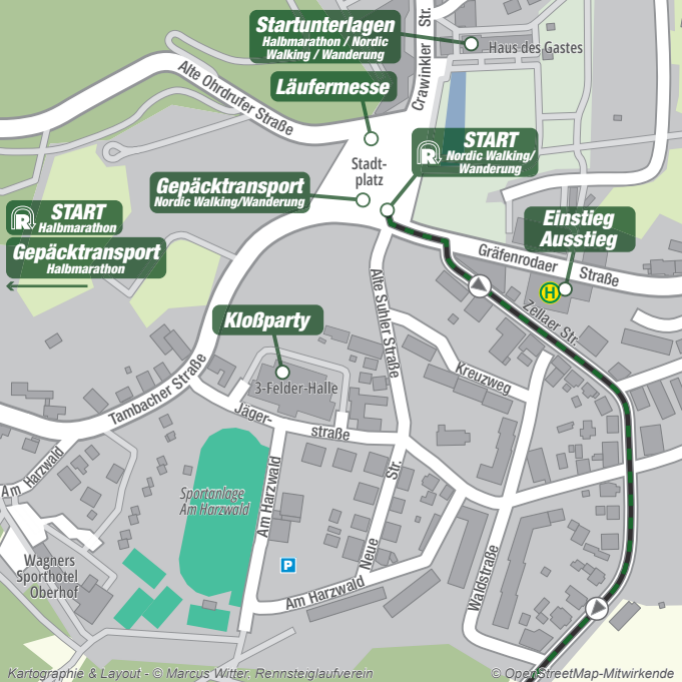 Startunterlagen
Halbmarathon / Nordic
Walking / Wanderung
Haus des Gastes
Crawinkler Str.
Läufermesse
Alte Ohrdrufer Straße
START
Nordic Walking/
Wanderung
Stadt-
platz
Gepäcktransport
Nordic Walking/Wanderung
START
Halbmarathon
Gepäcktransport
Halbmarathon
Einstieg
Ausstieg
Gräfenrodaer Straße
H
Zellaer Str.
Alte Suhler Straße
Kloßparty
3-Felder-Halle
Kreuzweg
Tambacher Straße
Jäger-
straße
Am Harzwald
Sportanlage
Am Harzwald
Am Harzwald
Neue Str.
P
Wagners
Sporthotel
Oberhof
Am Harzwald
Waldstraße
Kartographie & Layout - © Marcus Witter. Rennsteiglaufverein
© OpenStreetMap-Mitwirkende